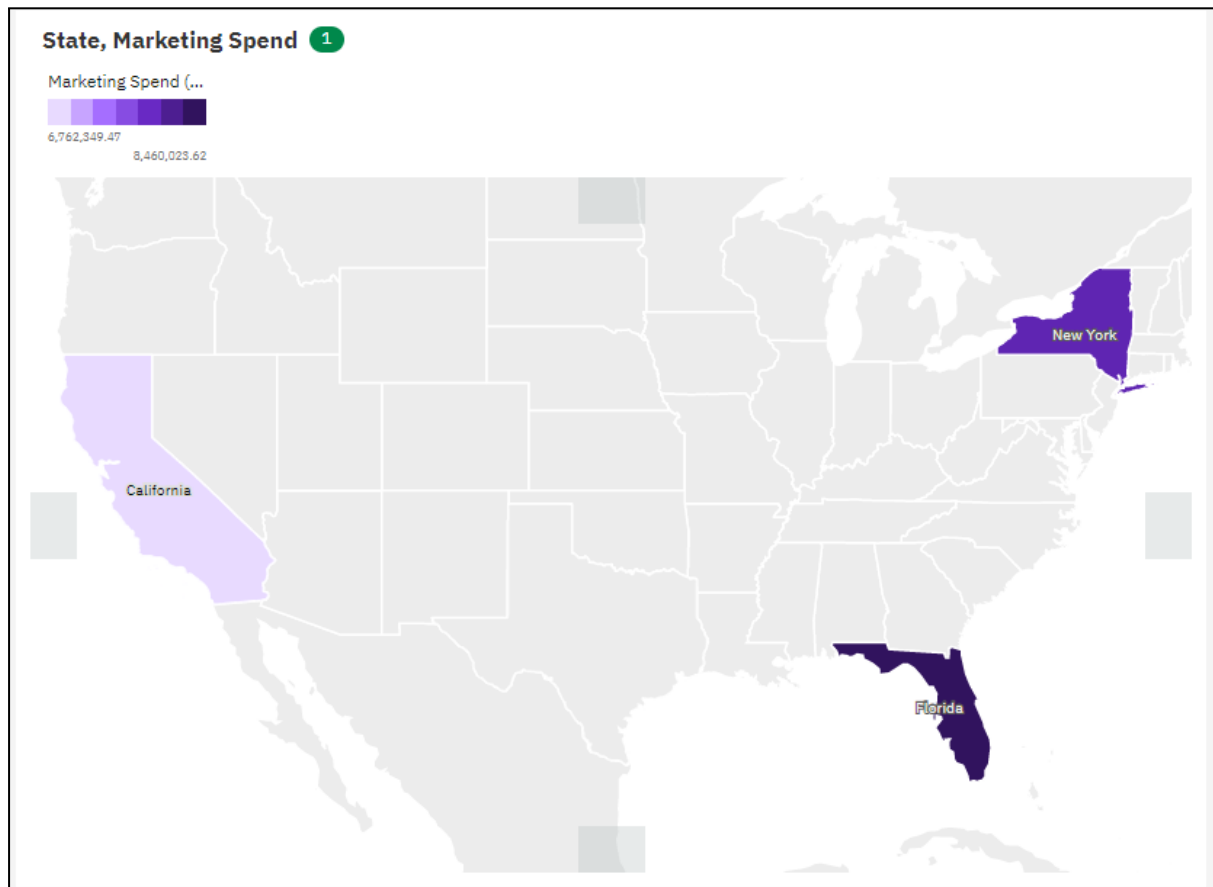 State, Marketing Spend 1
Marketing Spend (...
6,762,349.47
8,460,023.62
New York
California
Florida